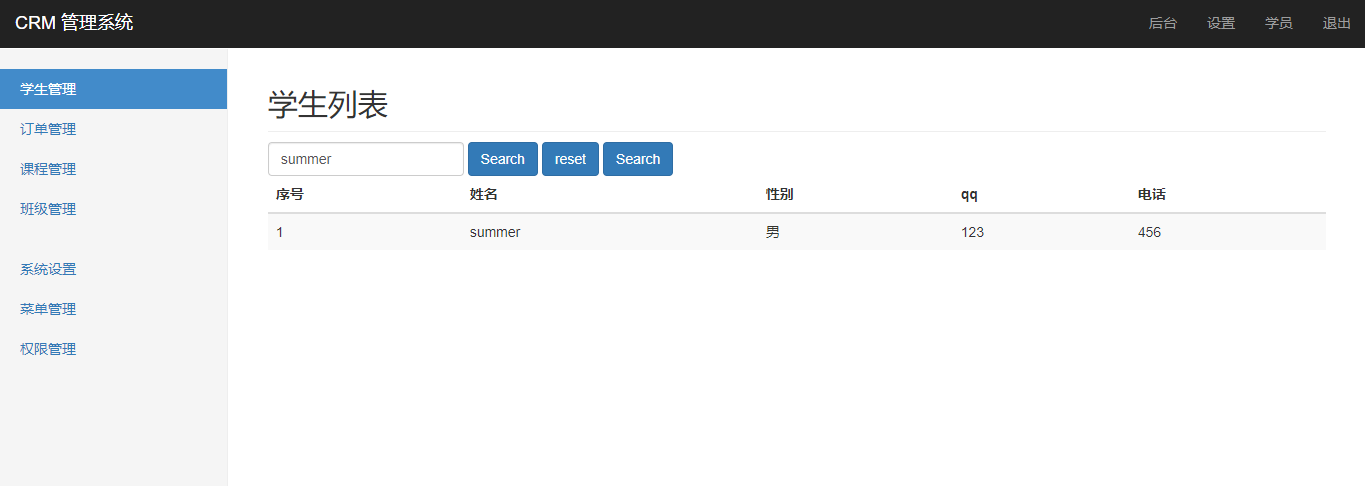 CRM 管理系统 后台 设置 学员 退出
学生管理
订单管理
课程管理
班级管理
系统设置
菜单管理
权限管理
学生列表
summer Search reset Search
序号 姓名 性别 qq 电话
1 summer 男 123 456